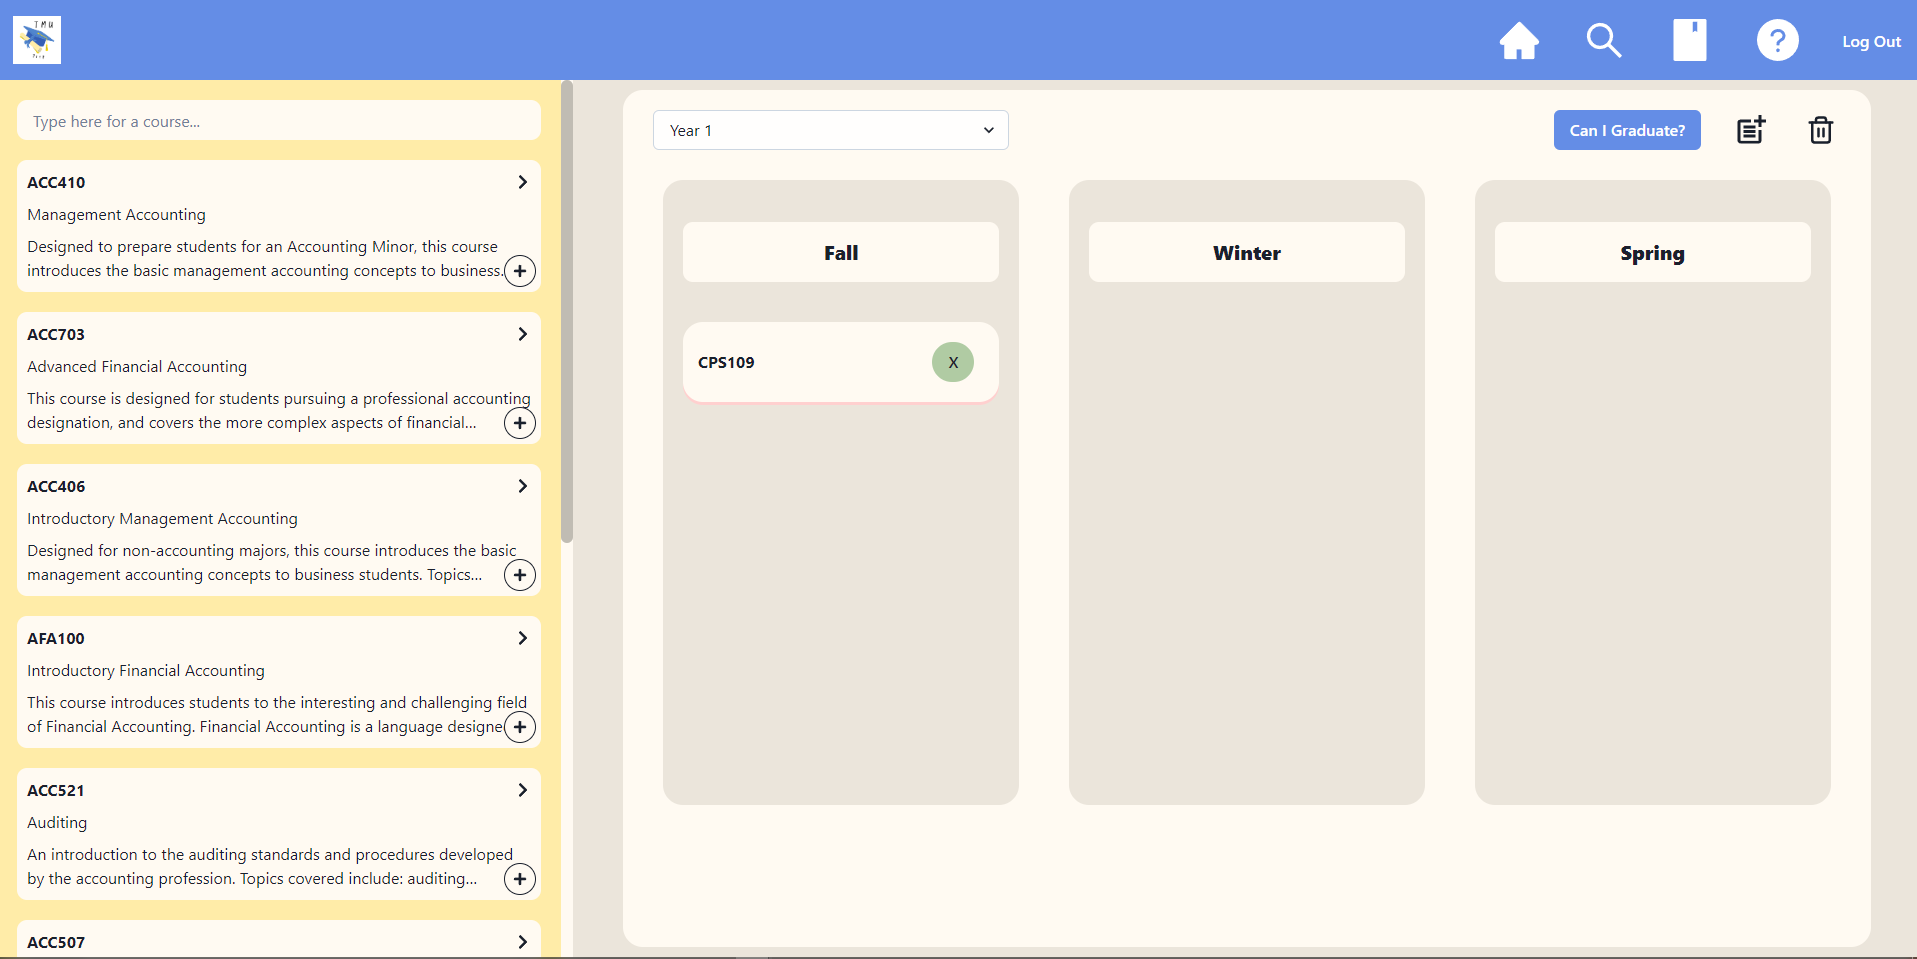 TMU
Prep
Log Out
Type here for a course...
ACC410
Management Accounting
Designed to prepare students for an Accounting Minor, this course
introduces the basic management accounting concepts to business.
ACC703
Advanced Financial Accounting
This course is designed for students pursuing a professional accounting
designation, and covers the more complex aspects of financial...
ACC406
Introductory Management Accounting
Designed for non-accounting majors, this course introduces the basic
management accounting concepts to business students. Topics...
AFA100
Introductory Financial Accounting
This course introduces students to the interesting and challenging field
of Financial Accounting. Financial Accounting is a language designe
ACC521
Auditing
An introduction to the auditing standards and procedures developed
by the accounting profession. Topics covered include: auditing...
ACC507
Year 1
Can I Graduate?
Fall
Winter
Spring
CPS109
X